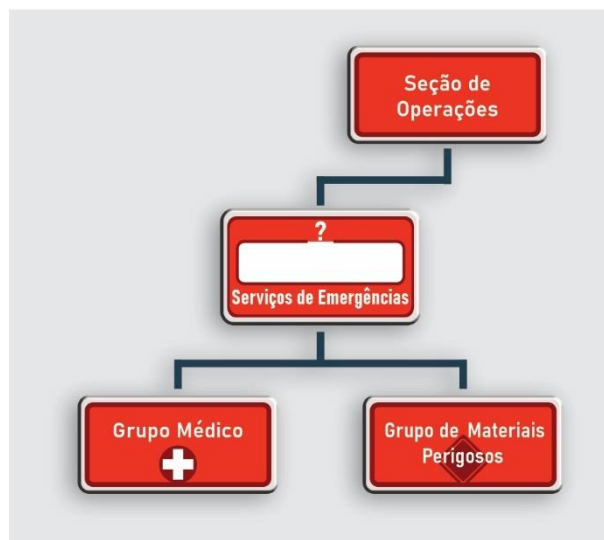 Seção de
Operações
?
Serviços de Emergências
Grupo Médico
Grupo de Materiais
Perigosos